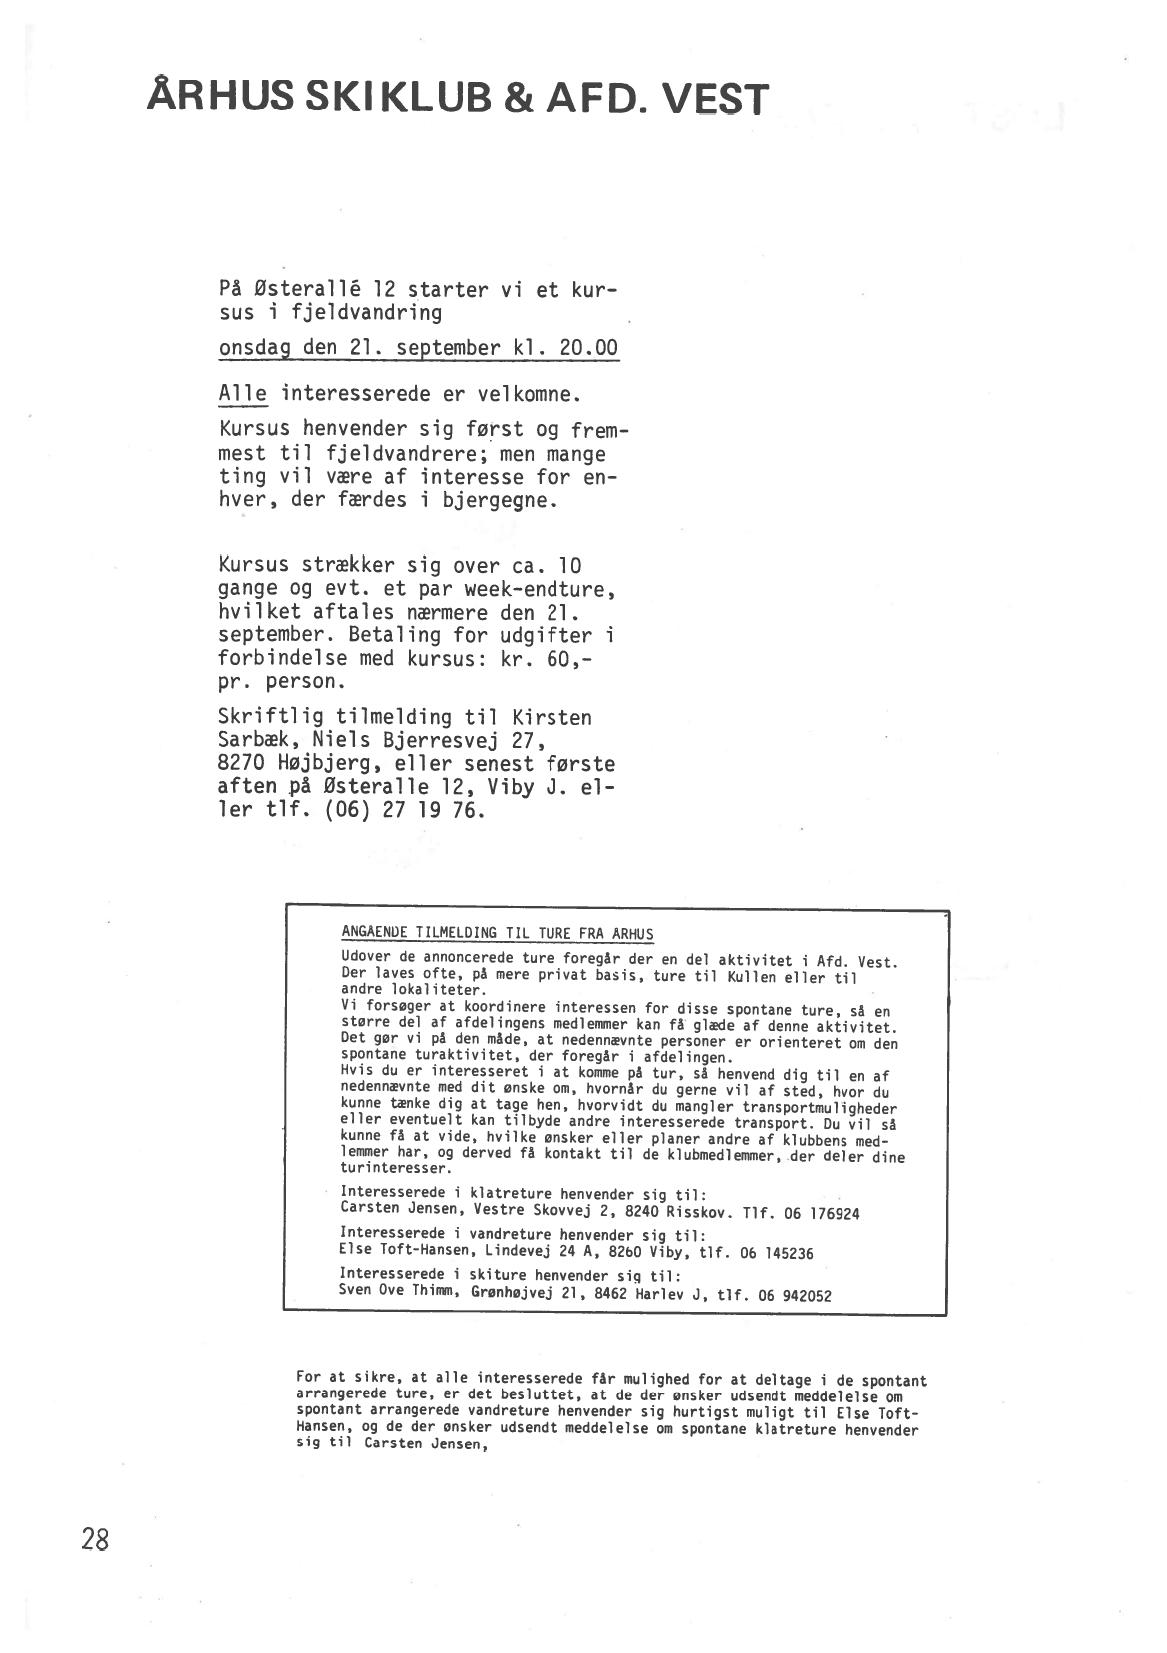 ÅRHUS SKIKLUB & AFD. VEST
På Østerallé 12 starter vi et kur-
sus i fjeldvandring
onsdag den 21. september kl. 20.00
Alle interesserede er velkomne.
Kursus henvender sig først og frem-
mest til fjeldvandrere; men mange
ting vil være af interesse for en-
hver, der færdes i bjergegne.
Kursus strækker sig over ca. 10
gange og evt. et par week-endture,
hvilket aftales nærmere den 21.
september. Betaling for udgifter i
forbindelse med kursus: kr. 60,-
pr. person.
Skriftlig tilmelding til Kirsten
Sarbæk, Niels Bjerresvej 27,
8270 Højbjerg, eller senest første
aften på Østeralle 12, Viby J. el-
ler tlf. (06) 27 19 76.
ANGAENDE TILMELDING TIL TURE FRA ARHUS
Udover de annoncerede ture foregår der en del aktivitet i Afd. Vest.
Der laves ofte, på mere privat basis, ture til Kullen eller til
andre lokaliteter.
Vi forsøger at koordinere interessen for disse spontane ture, så en
større del af afdelingens medlemmer kan få glæde af denne aktivitet.
Det gør vi på den måde, at nedennævnte personer er orienteret om den
spontane turaktivitet, der foregår i afdelingen.
Hvis du er interesseret i at komme på tur, så henvend dig til en af
nedennævnte med dit ønske om, hvornår du gerne vil af sted, hvor du
kunne tænke dig at tage hen, hvorvidt du mangler transportmuligheder
eller eventuelt kan tilbyde andre interesserede transport. Du vil så
kunne få at vide, hvilke ønsker eller planer andre af klubbens med-
lemmer har, og derved få kontakt til de klubmedlemmer, der deler dine
turinteresser.
Interesserede i klatreture henvender sig til:
Carsten Jensen, Vestre Skovvej 2, 8240 Risskov. Tlf. 06 176924
Interesserede i vandreture henvender sig til:
Else Toft-Hansen, Lindevej 24 A, 8260 Viby, tlf. 06 145236
Interesserede i skiture henvender sig til:
Sven Ove Thimm, Grønhøjvej 21, 8462 Harlev J, tlf. 06 942052
For at sikre, at alle interesserede får mulighed for at deltage i de spontant
arrangerede ture, er det besluttet, at de der ønsker udsendt meddelelse om
spontant arrangerede vandreture henvender sig hurtigst muligt til Else Toft-
Hansen, og de der ønsker udsendt meddelelse om spontane klatreture henvender
sig til Carsten Jensen,
28